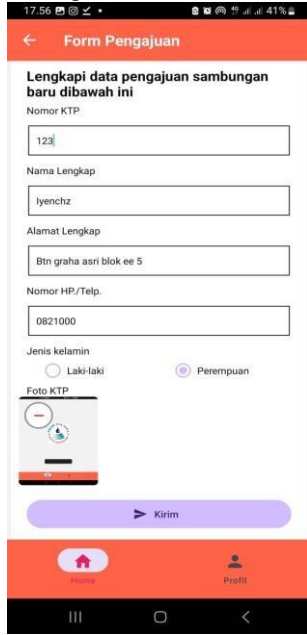 17.56
41%
Form Pengajuan
Lengkapi data pengajuan sambungan
baru dibawah ini
Nomor KTP
123
Nama Lengkap
Iyenchz
Alamat Lengkap
Btn graha asri blok ee 5
Nomor HP./Telp.
0821000
Jenis kelamin
Laki-laki
Perempuan
Foto KTP
Kirim
Home
Profil